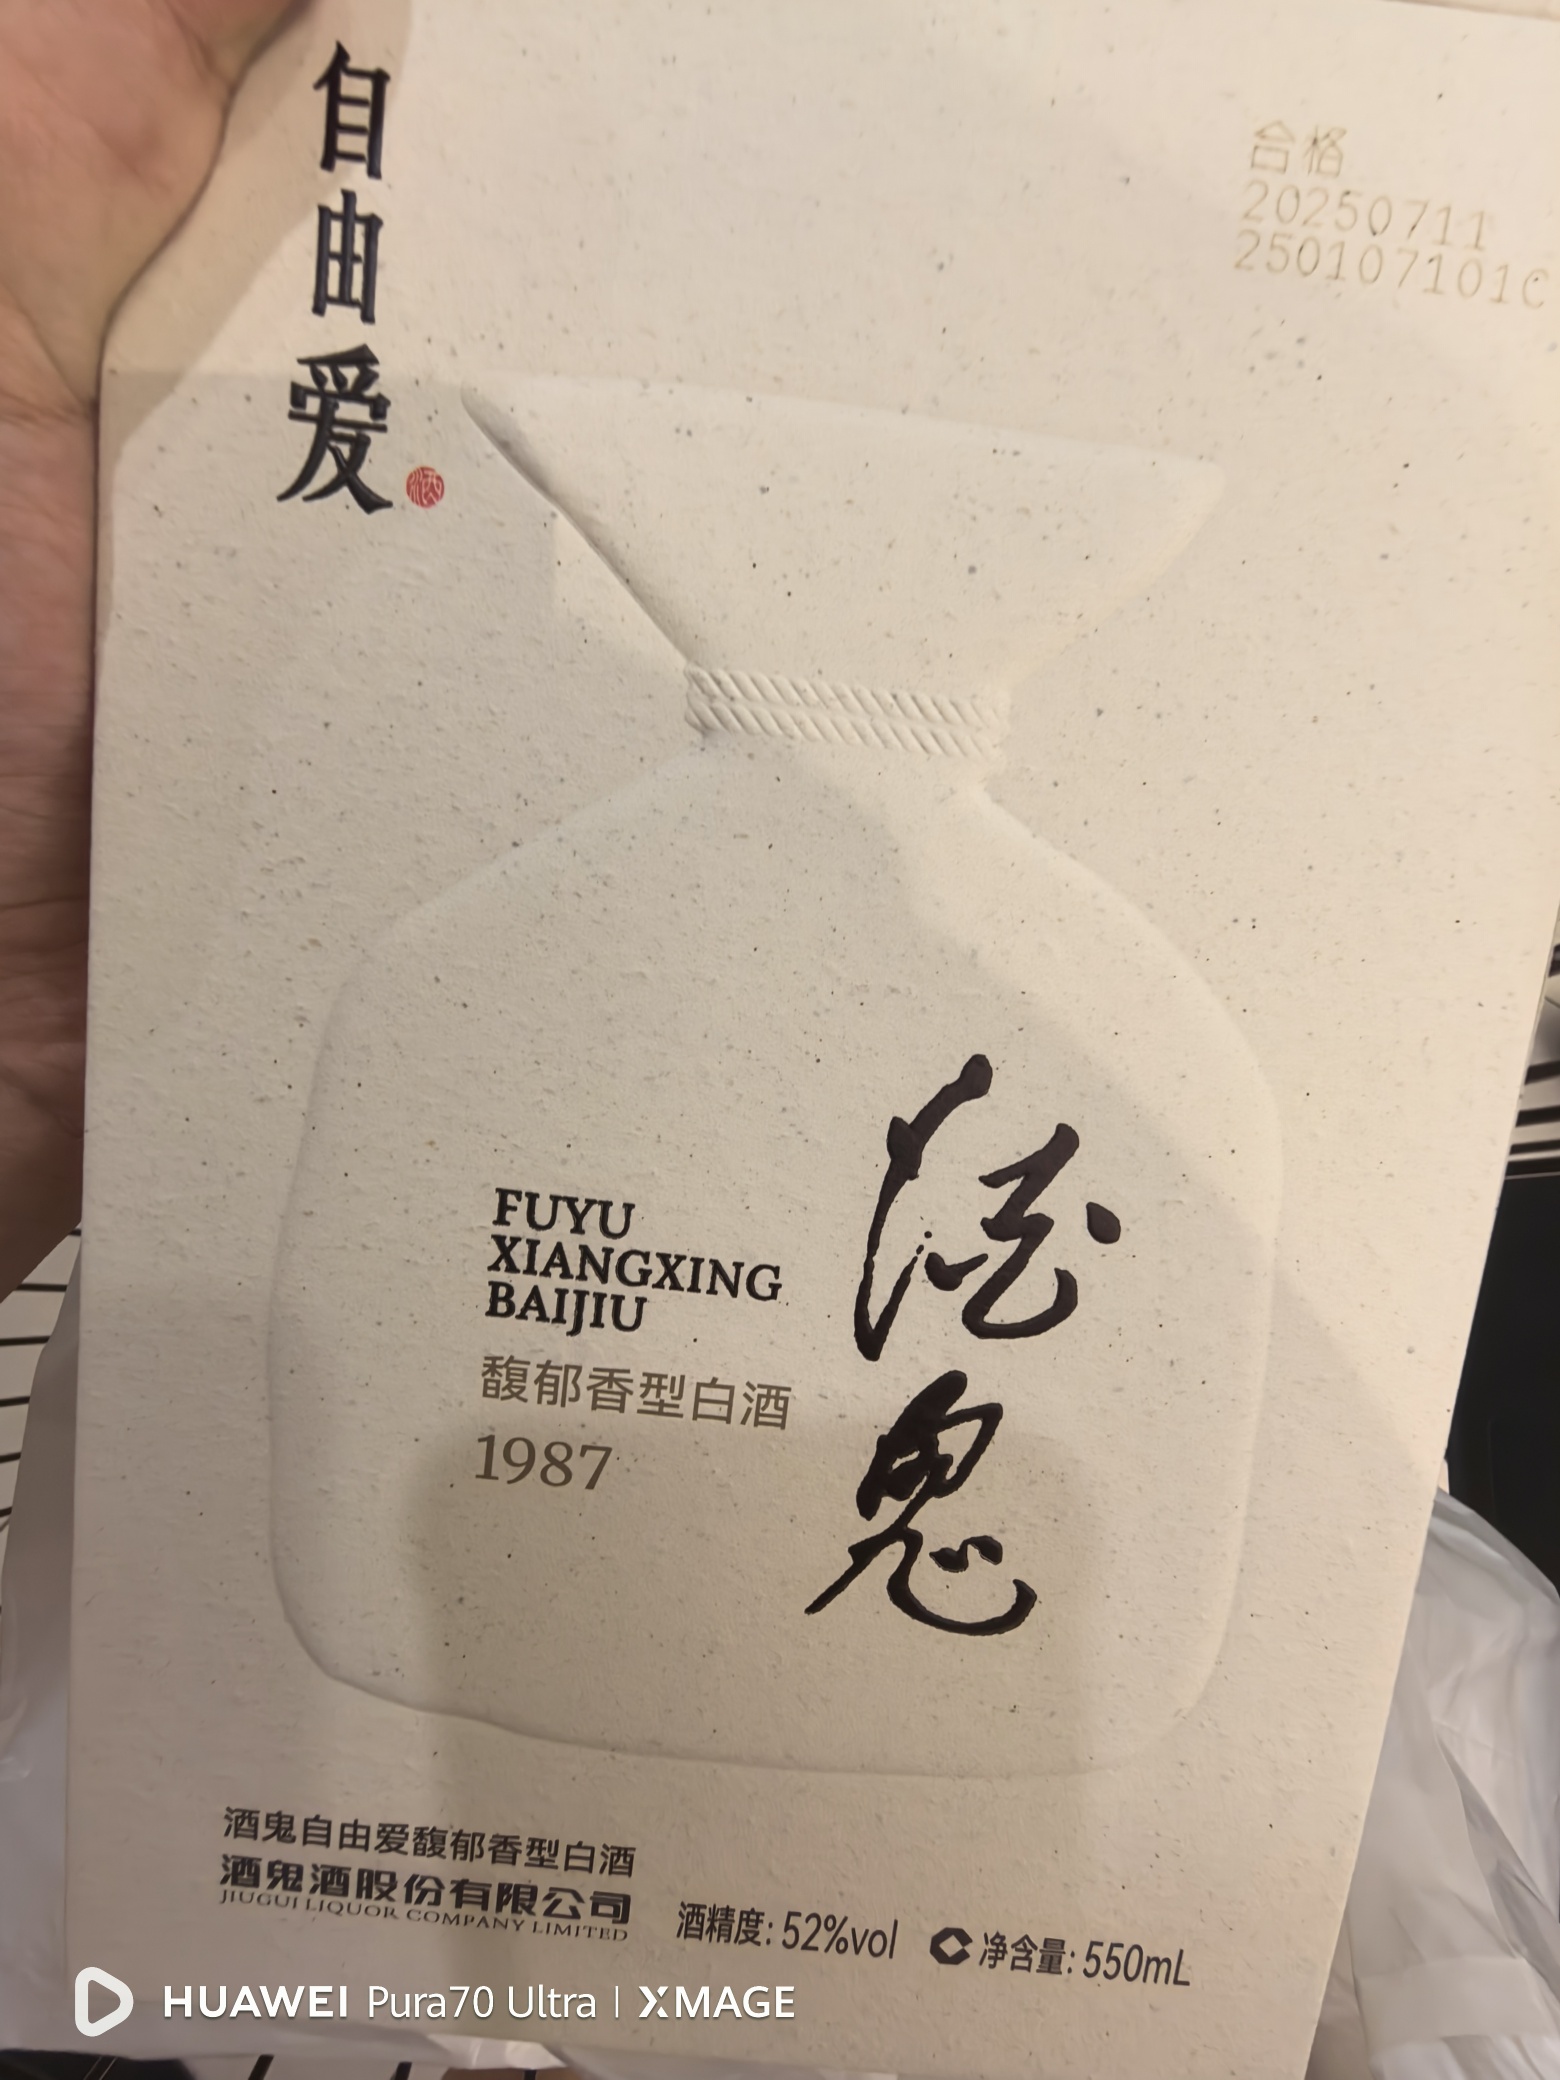 自由爱
酒
合格
20250711
250107101C
酒鬼
FUYU
XIANGXING
BAIJIU
馥郁香型白酒
1987
酒鬼自由爱馥郁香型白酒
酒鬼酒股份有限公司
JIUGUI LIQUOR COMPANY LIMITED
酒精度: 52%vol
净含量: 550mL
HUAWEI Pura70 Ultra | XMAGE